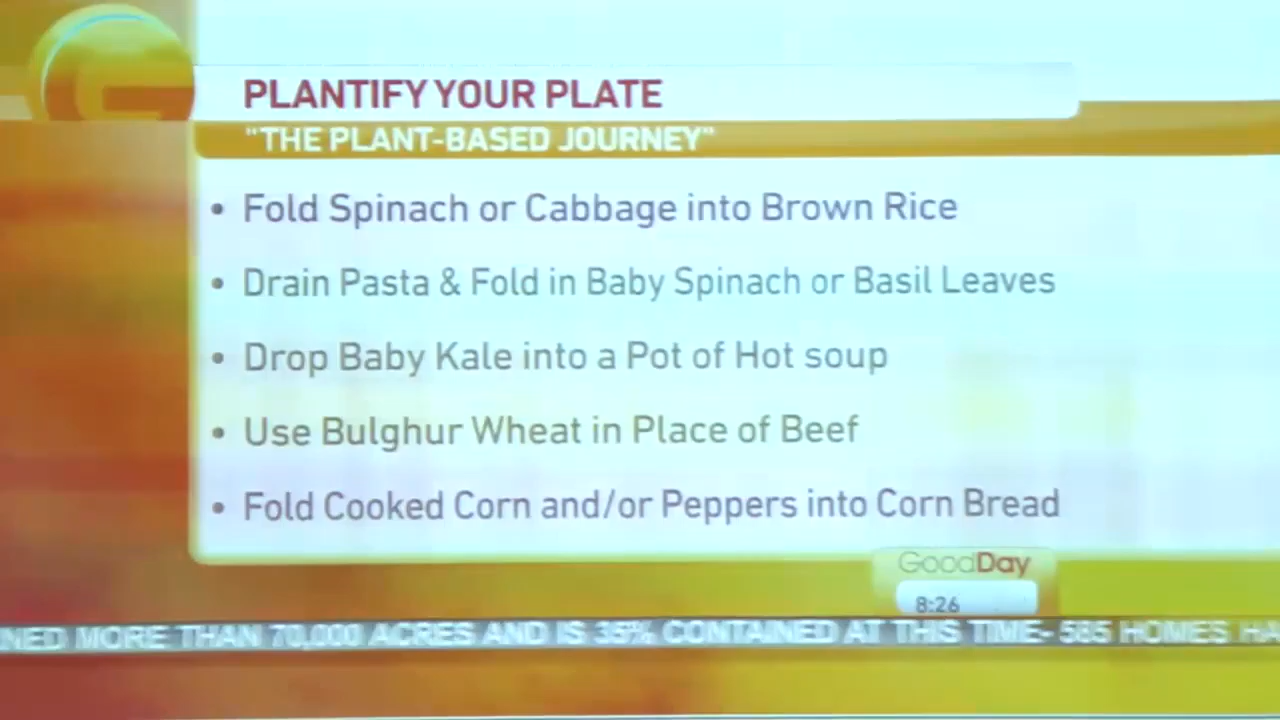 PLANTIFY YOUR PLATE
"THE PLANT-BASED JOURNEY"
• Fold Spinach or Cabbage into Brown Rice
• Drain Pasta & Fold in Baby Spinach or Basil Leaves
• Drop Baby Kale into a Pot of Hot soup
• Use Bulghur Wheat in Place of Beef
• Fold Cooked Corn and/or Peppers into Corn Bread
GoodDay
8:26
NED MORE THAN 70,000 ACRES AND IS 35% CONTAINED AT THIS TIME- 585 HOMES HA